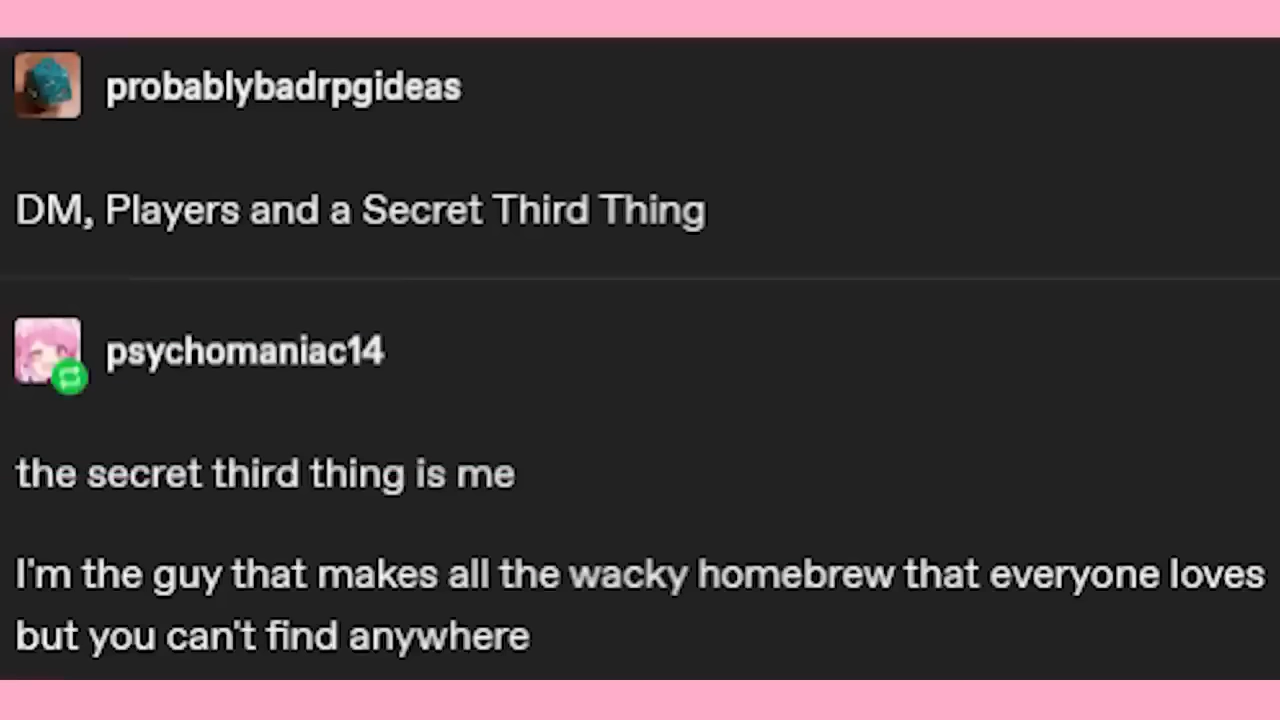 probablybadrpgideas
DM, Players and a Secret Third Thing
psychomaniac14
the secret third thing is me
I'm the guy that makes all the wacky homebrew that everyone loves
but you can't find anywhere